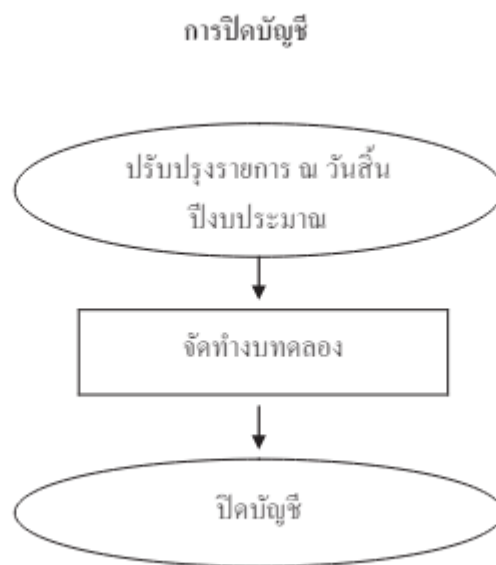 การปิดบัญชี
ปรับปรุงรายการ ณ วันสิ้น
ปีงบประมาณ
จัดทำงบทดลอง
ปิดบัญชี